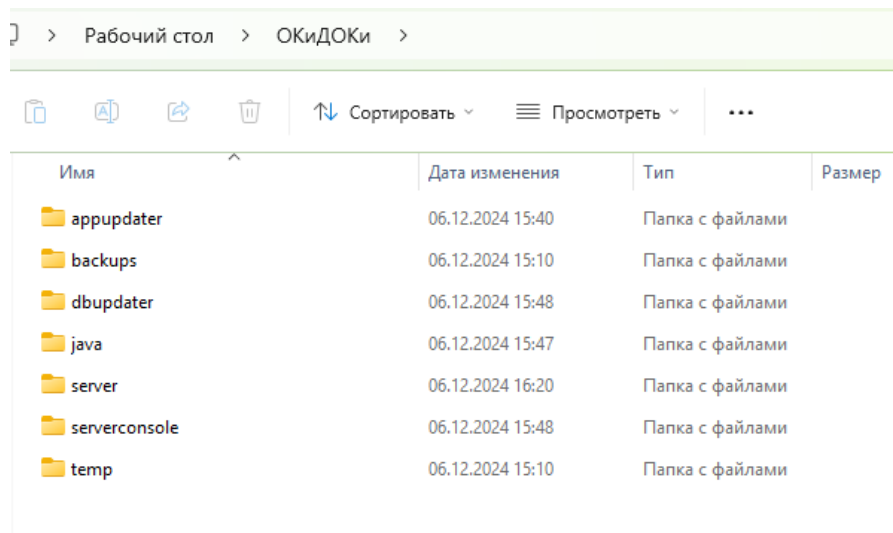 > Рабочий стол > ОКиДОКи >
Сортировать Просмотреть ...
Имя Дата изменения Тип Размер
appupdater 06.12.2024 15:40 Папка с файлами
backups 06.12.2024 15:10 Папка с файлами
dbupdater 06.12.2024 15:48 Папка с файлами
java 06.12.2024 15:47 Папка с файлами
server 06.12.2024 16:20 Папка с файлами
serverconsole 06.12.2024 15:48 Папка с файлами
temp 06.12.2024 15:10 Папка с файлами